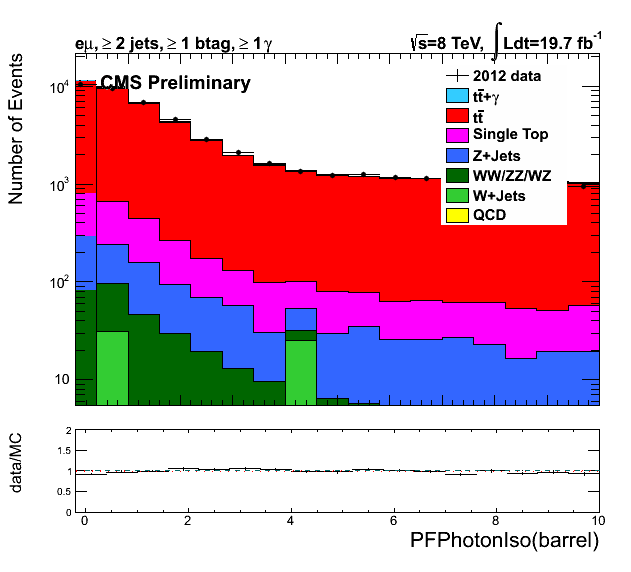 eμ, ≥ 2 jets, ≥ 1 btag, ≥ 1 γ
√s=8 TeV, ∫ Ldt=19.7 fb⁻¹
CMS Preliminary
Number of Events
10⁴
10³
10²
10
2012 data
tt̄+γ
tt̄
Single Top
Z+Jets
WW/ZZ/WZ
W+Jets
QCD
data/MC
2
1.5
1
0.5
0
0 2 4 6 8 10
PFPhotonIso(barrel)